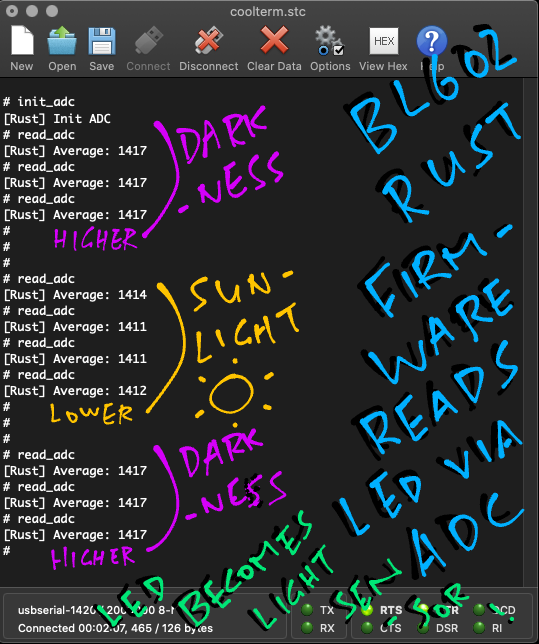 coolterm.stc
New Open Save Connect Disconnect Clear Data Options View Hex Help
HEX
# init_adc
[Rust] Init ADC
# read_adc
[Rust] Average: 1417
# read_adc
[Rust] Average: 1417
# read_adc
[Rust] Average: 1417
#
#
#
DARK
-NESS
HIGHER
# read_adc
[Rust] Average: 1414
# read_adc
[Rust] Average: 1411
# read_adc
[Rust] Average: 1411
# read_adc
[Rust] Average: 1412
#
#
#
SUN-
LIGHT
LOWER
# read_adc
[Rust] Average: 1417
# read_adc
[Rust] Average: 1417
# read_adc
[Rust] Average: 1417
#
DARK
-NESS
HIGHER
BL602
RUST
FIRM-
WARE
READS
LED VIA
ADC
LED BECOMES LIGHT SEN-SOR!
Connected 00:02:07, 465 / 126 bytes
TX RTS DTR DCD
RX CTS DSR RI